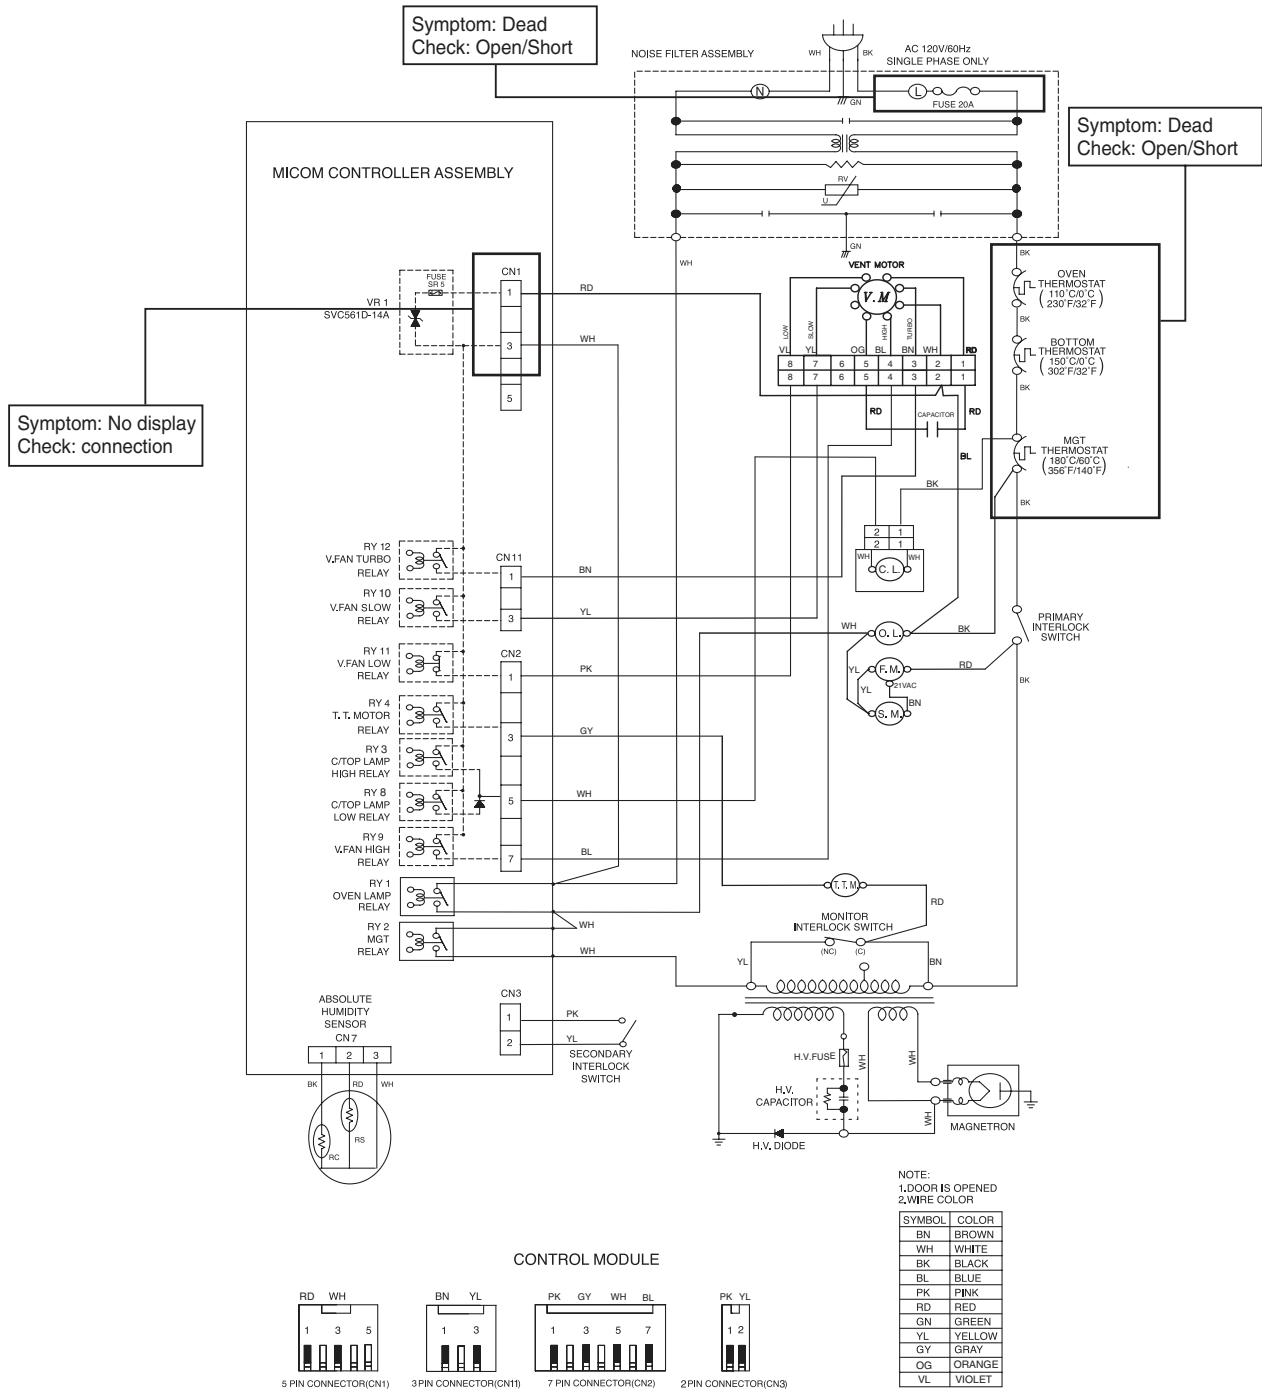 Symptom: Dead
Check: Open/Short
NOISE FILTER ASSEMBLY
WH
BK
AC 120V/60Hz
SINGLE PHASE ONLY
N
GN
L
FUSE 20A
RV
U
GN
WH
BK
Symptom: Dead
Check: Open/Short
MICOM CONTROLLER ASSEMBLY
FUSE
SR 5
VR 1
SVC561D-14A
CN1
1
3
5
RD
WH
Symptom: No display
Check: connection
VENT MOTOR
V.M
LOW
SLOW
HIGH
TURBO
VL YL OG BL BN WH RD
8 7 6 5 4 3 2 1
8 7 6 5 4 3 2 1
RD
CAPACITOR
RD
BL
OVEN
THERMOSTAT
(110°C/0°C
230°F/32°F)
BK
BOTTOM
THERMOSTAT
(150°C/0°C
302°F/32°F)
BK
MGT
THERMOSTAT
(180°C/60°C
356°F/140°F)
BK
BK
2 1
2 1
WH
WH
C. L.
RY 12
V.FAN TURBO
RELAY
CN11
1
BN
RY 10
V.FAN SLOW
RELAY
3
YL
RY 11
V.FAN LOW
RELAY
CN2
1
PK
RY 4
T. T. MOTOR
RELAY
3
GY
RY 3
C/TOP LAMP
HIGH RELAY
RY 8
C/TOP LAMP
LOW RELAY
5
WH
RY 9
V.FAN HIGH
RELAY
7
BL
RY 1
OVEN LAMP
RELAY
RY 2
MGT
RELAY
WH
WH
WH
O. L.
BK
PRIMARY
INTERLOCK
SWITCH
YL
F. M.
RD
BK
YL
21VAC
BN
S. M.
T. T. M.
RD
MONITOR
INTERLOCK SWITCH
(NC)
(C)
YL
BN
ABSOLUTE
HUMIDITY
SENSOR
CN7
1 2 3
BK RD WH
RS
RC
CN3
1
PK
2
YL
SECONDARY
INTERLOCK
SWITCH
H.V.FUSE
WH
WH
H.V.
CAPACITOR
WH
H.V. DIODE
MAGNETRON
NOTE:
1.DOOR IS OPENED
2.WIRE COLOR
SYMBOL COLOR
BN BROWN
WH WHITE
BK BLACK
BL BLUE
PK PINK
RD RED
GN GREEN
YL YELLOW
GY GRAY
OG ORANGE
VL VIOLET
CONTROL MODULE
RD WH
1 3 5
5 PIN CONNECTOR(CN1)
BN YL
1 3
3 PIN CONNECTOR(CN11)
PK GY WH BL
1 3 5 7
7 PIN CONNECTOR(CN2)
PK YL
1 2
2 PIN CONNECTOR(CN3)